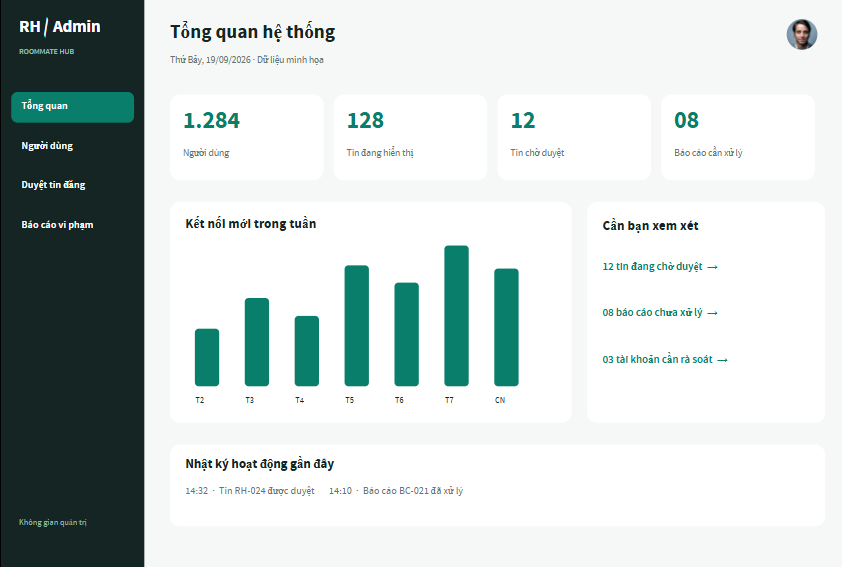 RH / Admin
ROOMMATE HUB
Tổng quan
Người dùng
Duyệt tin đăng
Báo cáo vi phạm
Không gian quản trị
Tổng quan hệ thống
Thứ Bảy, 19/09/2026 · Dữ liệu minh họa
1.284
Người dùng
128
Tin đang hiển thị
12
Tin chờ duyệt
08
Báo cáo cần xử lý
Kết nối mới trong tuần
T2 T3 T4 T5 T6 T7 CN
Cần bạn xem xét
12 tin đang chờ duyệt →
08 báo cáo chưa xử lý →
03 tài khoản cần rà soát →
Nhật ký hoạt động gần đây
14:32 · Tin RH-024 được duyệt 14:10 · Báo cáo BC-021 đã xử lý